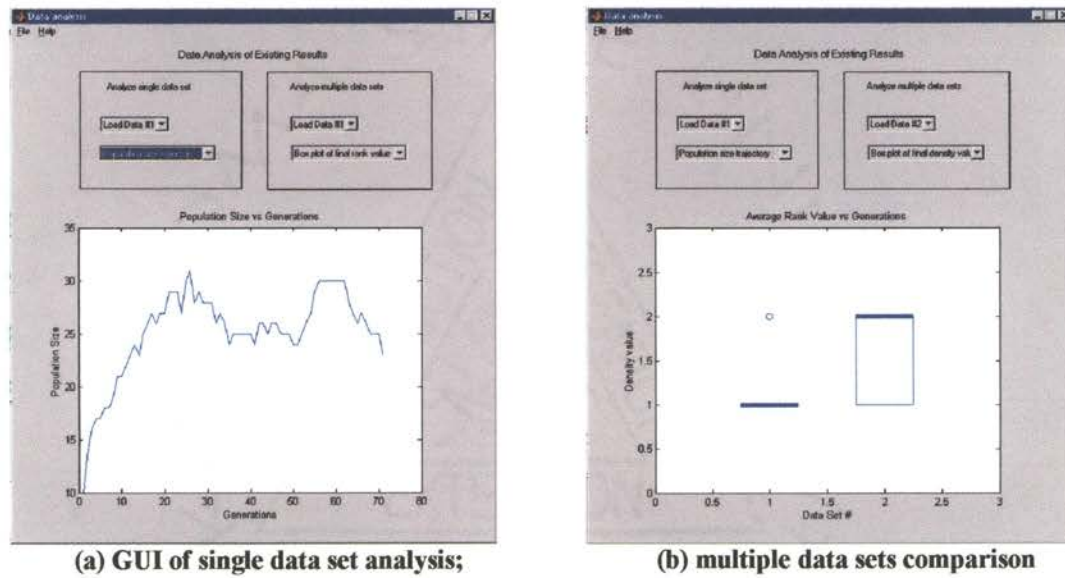 Data analysis
File Help
Data Analysis of Existing Results
Analyze single data set
Analyze multiple data sets
Load Data #1
Load Data #1
Box plot of final rank value
Population Size vs Generations
Population Size
35
30
25
20
15
10
0 10 20 30 40 50 60 70 80
Generations
(a) GUI of single data set analysis;
Data analysis
File Help
Data Analysis of Existing Results
Analyze single data set
Analyze multiple data sets
Load Data #1
Load Data #2
Population size trajectory
Box plot of final density valu
Average Rank Value vs Generations
Density value
3
2.5
2
1.5
1
0.5
0
0 0.5 1 1.5 2 2.5 3
Data Set #
(b) multiple data sets comparison